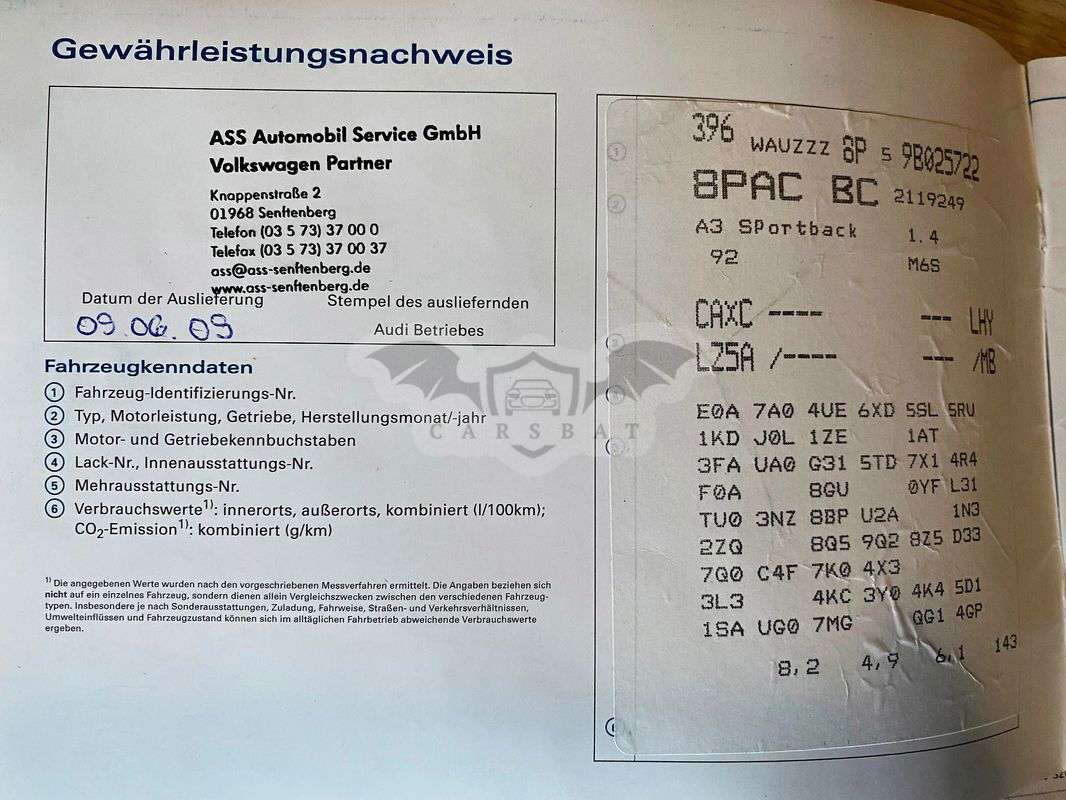 Gewährleistungsnachweis
ASS Automobil Service GmbH
Volkswagen Partner
Knappenstraße 2
01968 Senftenberg
Telefon (03 5 73) 37 00 0
Telefax (03 5 73) 37 00 37
ass@ass-senftenberg.de
www.ass-senftenberg.de
Datum der Auslieferung
Stempel des ausliefernden
09.06.09
Audi Betriebes
Fahrzeugkenndaten
1 Fahrzeug-Identifizierungs-Nr.
2 Typ, Motorleistung, Getriebe, Herstellungsmonat/-jahr
3 Motor- und Getriebekennbuchstaben
4 Lack-Nr., Innenausstattungs-Nr.
5 Mehrausstattungs-Nr.
6 Verbrauchswerte1): innerorts, außerorts, kombiniert (l/100km);
CO2-Emission1): kombiniert (g/km)
1) Die angegebenen Werte wurden nach den vorgeschriebenen Messverfahren ermittelt. Die Angaben beziehen sich
nicht auf ein einzelnes Fahrzeug, sondern dienen allein Vergleichszwecken zwischen den verschiedenen Fahrzeug-
typen. Insbesondere je nach Sonderausstattungen, Zuladung, Fahrweise, Straßen- und Verkehrsverhältnissen,
Umwelteinflüssen und Fahrzeugzustand können sich im alltäglichen Fahrbetrieb abweichende Verbrauchswerte
ergeben.
CARSBAT
396 WAUZZZ 8P 5 9B025722
8PAC BC 2119249
A3 SPortback 1.4
92 M6S
CAXC ---- --- LHY
LZ5A /---- --- /MB
E0A 7A0 4UE 6XD 5SL 5RU
1KD J0L 1ZE 1AT
3FA UA0 G31 5TD 7X1 4R4
F0A 8GU 0YF L31
TU0 3NZ 8BP U2A 1N3
2ZQ 8Q5 9Q2 8Z5 D33
7Q0 C4F 7K0 4X3
3L3 4KC 3Y0 4K4 5D1
1SA UG0 7MG QG1 4GP
8,2 4,9 6,1 143
1
2
3
4
5
6